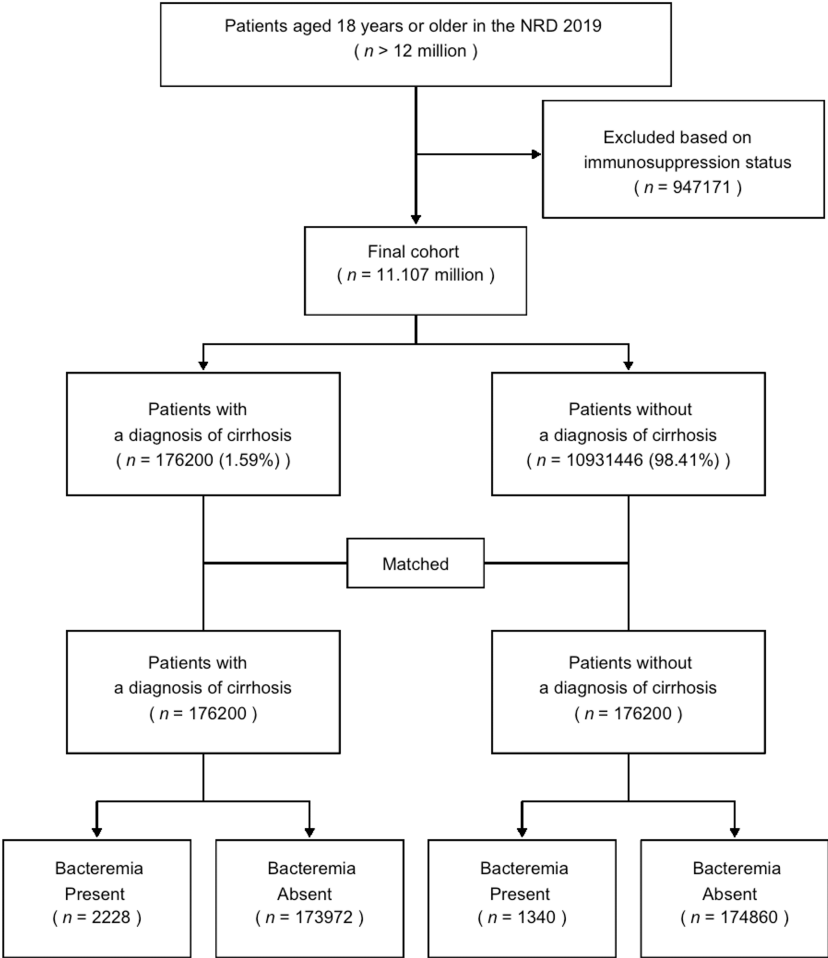 Patients aged 18 years or older in the NRD 2019
( n > 12 million )
Excluded based on
immunosuppression status
( n = 947171 )
Final cohort
( n = 11.107 million )
Patients with
a diagnosis of cirrhosis
( n = 176200 (1.59%) )
Patients without
a diagnosis of cirrhosis
( n = 10931446 (98.41%) )
Matched
Patients with
a diagnosis of cirrhosis
( n = 176200 )
Patients without
a diagnosis of cirrhosis
( n = 176200 )
Bacteremia
Present
( n = 2228 )
Bacteremia
Absent
( n = 173972 )
Bacteremia
Present
( n = 1340 )
Bacteremia
Absent
( n = 174860 )